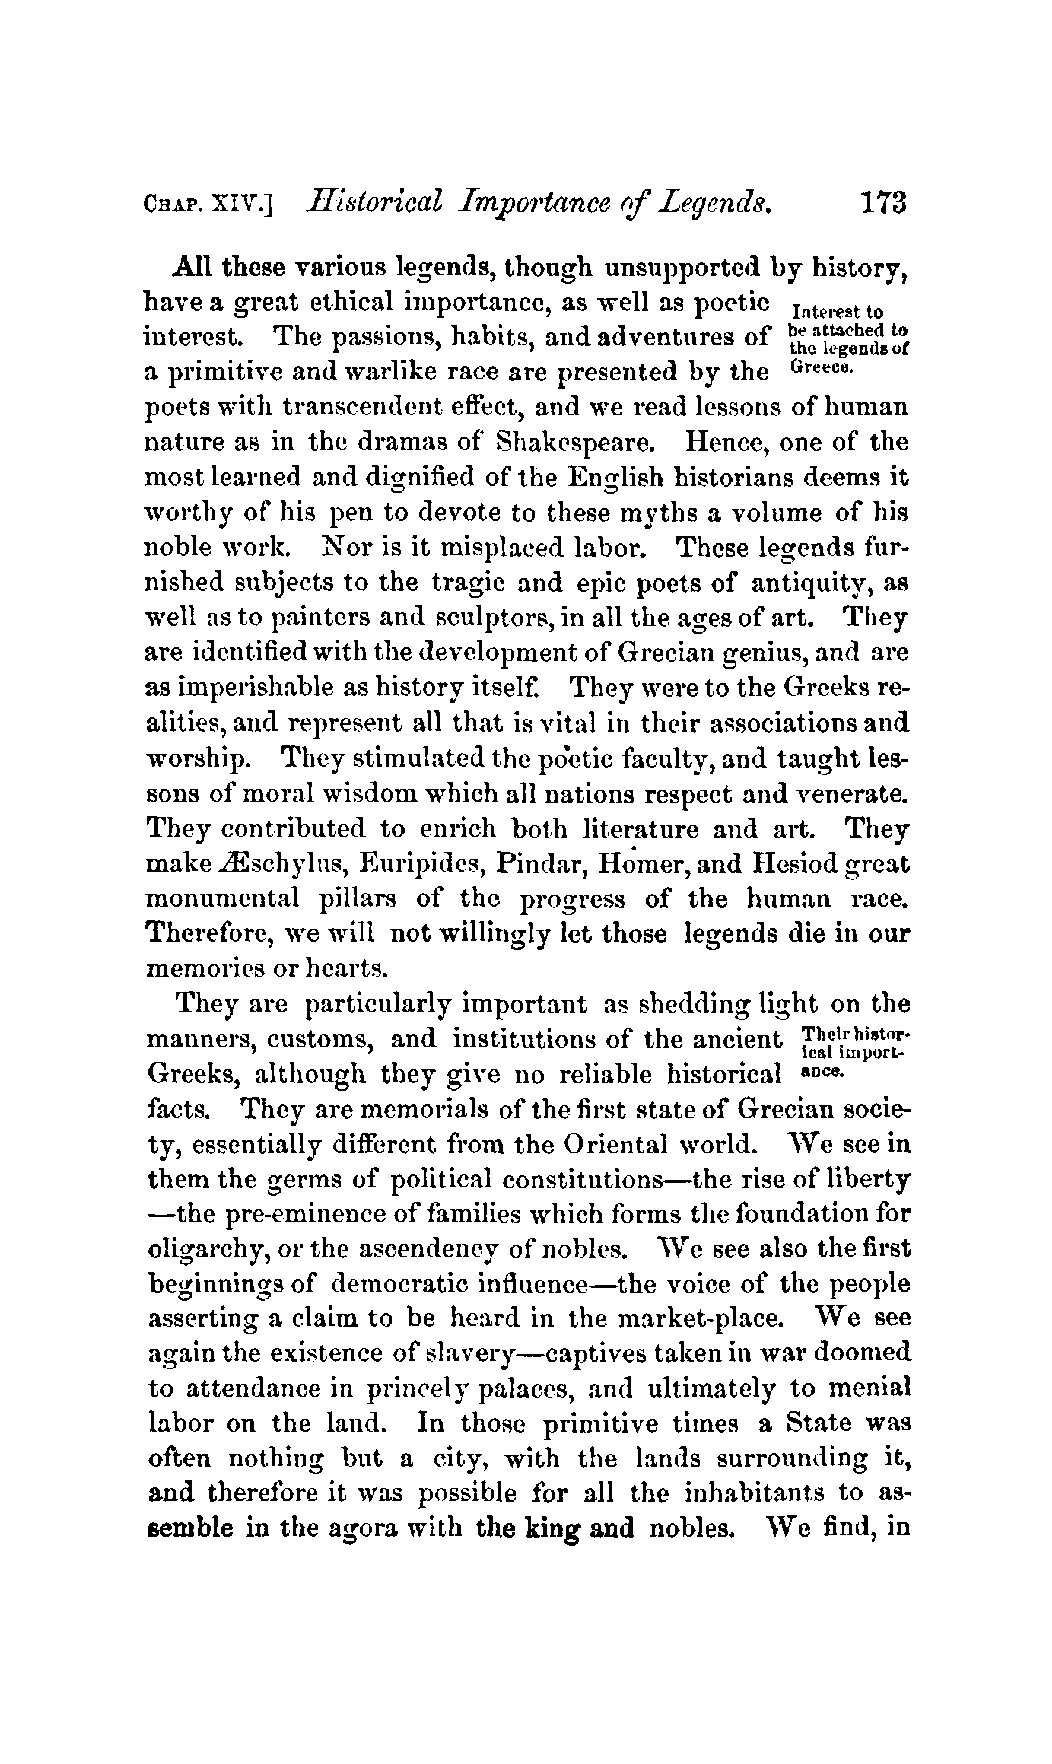 CHAP. XIV.] Historical Importance of Legends. 173
All these various legends, though unsupported by history,
have a great ethical importance, as well as poetic
interest. The passions, habits, and adventures of
a primitive and warlike race are presented by the
Interest to
be attached to
the legends of
Greece.
poets with transcendent effect, and we read lessons of human
nature as in the dramas of Shakespeare. Hence, one of the
most learned and dignified of the English historians deems it
worthy of his pen to devote to these myths a volume of his
noble work. Nor is it misplaced labor. These legends fur-
nished subjects to the tragic and epic poets of antiquity, as
well as to painters and sculptors, in all the ages of art. They
are identified with the development of Grecian genius, and are
as imperishable as history itself. They were to the Greeks re-
alities, and represent all that is vital in their associations and
worship. They stimulated the poetic faculty, and taught les-
sons of moral wisdom which all nations respect and venerate.
They contributed to enrich both literature and art. They
make Æschylus, Euripides, Pindar, Homer, and Hesiod great
monumental pillars of the progress of the human race.
Therefore, we will not willingly let those legends die in our
memories or hearts.
They are particularly important as shedding light on the
manners, customs, and institutions of the ancient
Greeks, although they give no reliable historical
Their histor-
ical import-
ance.
facts. They are memorials of the first state of Grecian socie-
ty, essentially different from the Oriental world. We see in
them the germs of political constitutions—the rise of liberty
—the pre-eminence of families which forms the foundation for
oligarchy, or the ascendency of nobles. We see also the first
beginnings of democratic influence—the voice of the people
asserting a claim to be heard in the market-place. We see
again the existence of slavery—captives taken in war doomed
to attendance in princely palaces, and ultimately to menial
labor on the land. In those primitive times a State was
often nothing but a city, with the lands surrounding it,
and therefore it was possible for all the inhabitants to as-
semble in the agora with the king and nobles. We find, in